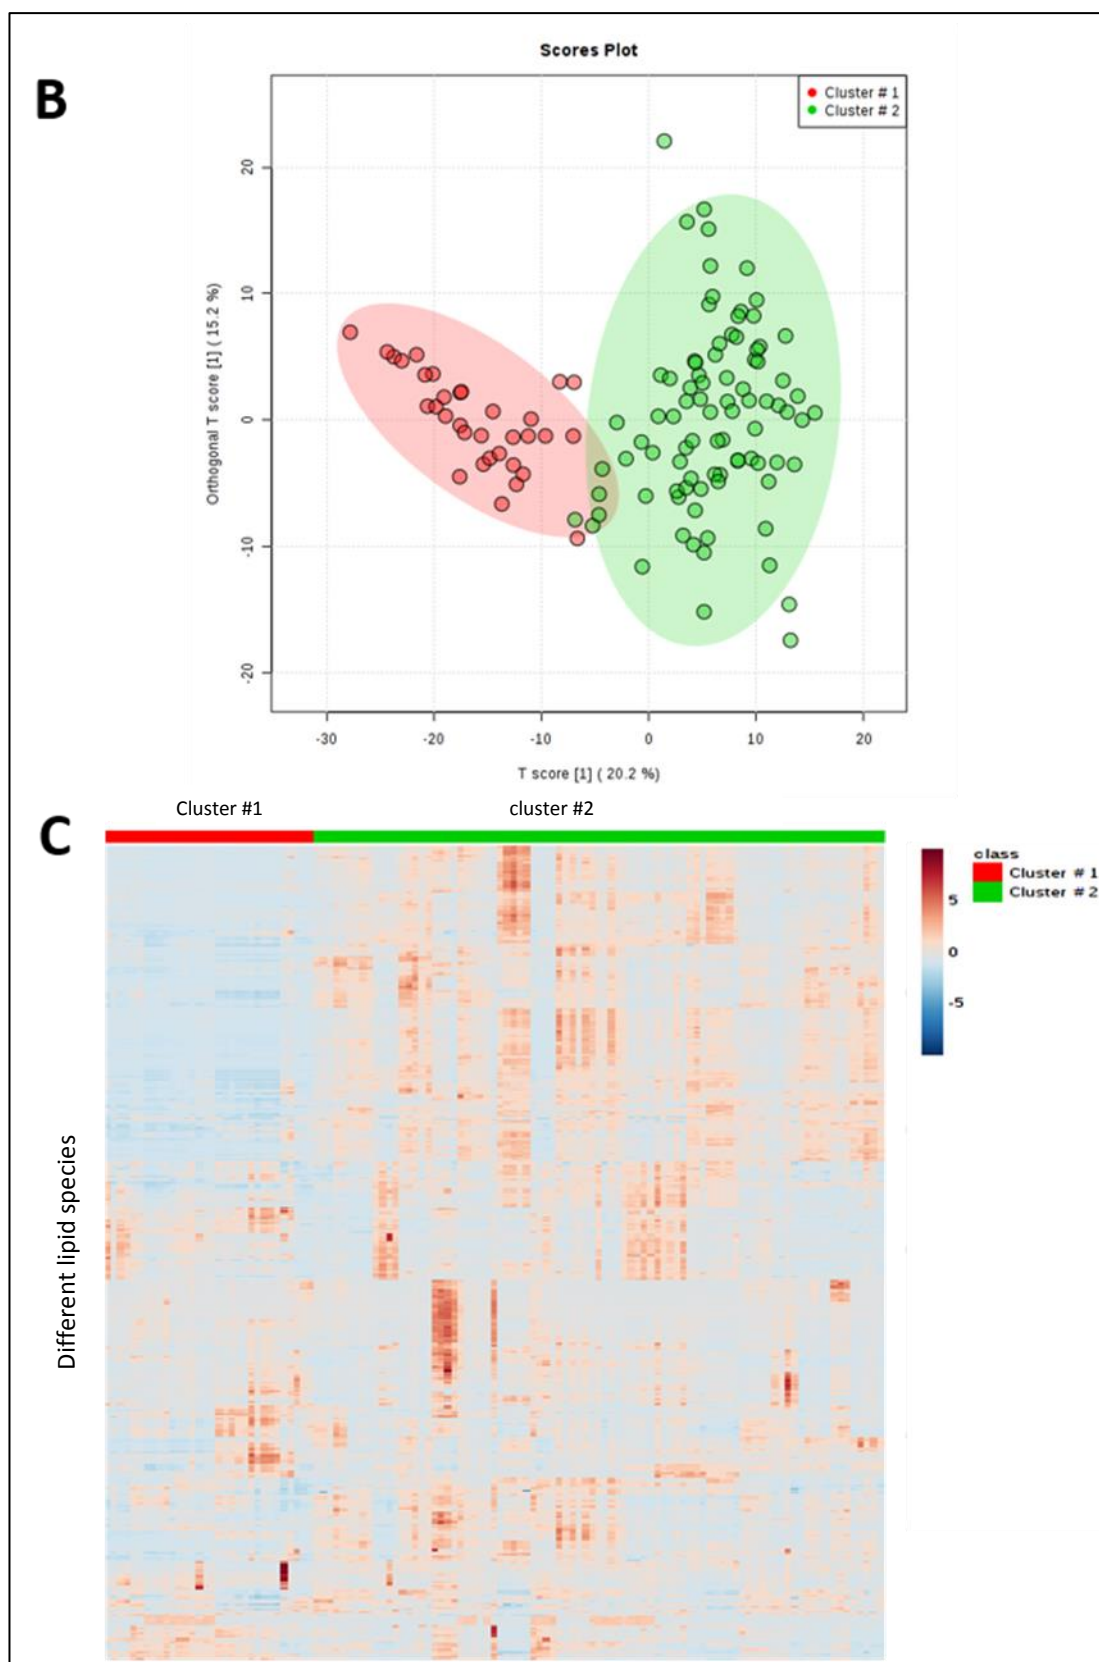 B
Scores Plot
Cluster # 1
Cluster # 2
Orthogonal T score [1] ( 15.2 %)
20
10
0
-10
-20
-30
-20
-10
0
10
20
T score [1] ( 20.2 %)
C
Cluster #1
cluster #2
class
Cluster # 1
Cluster # 2
5
0
-5
Different lipid species